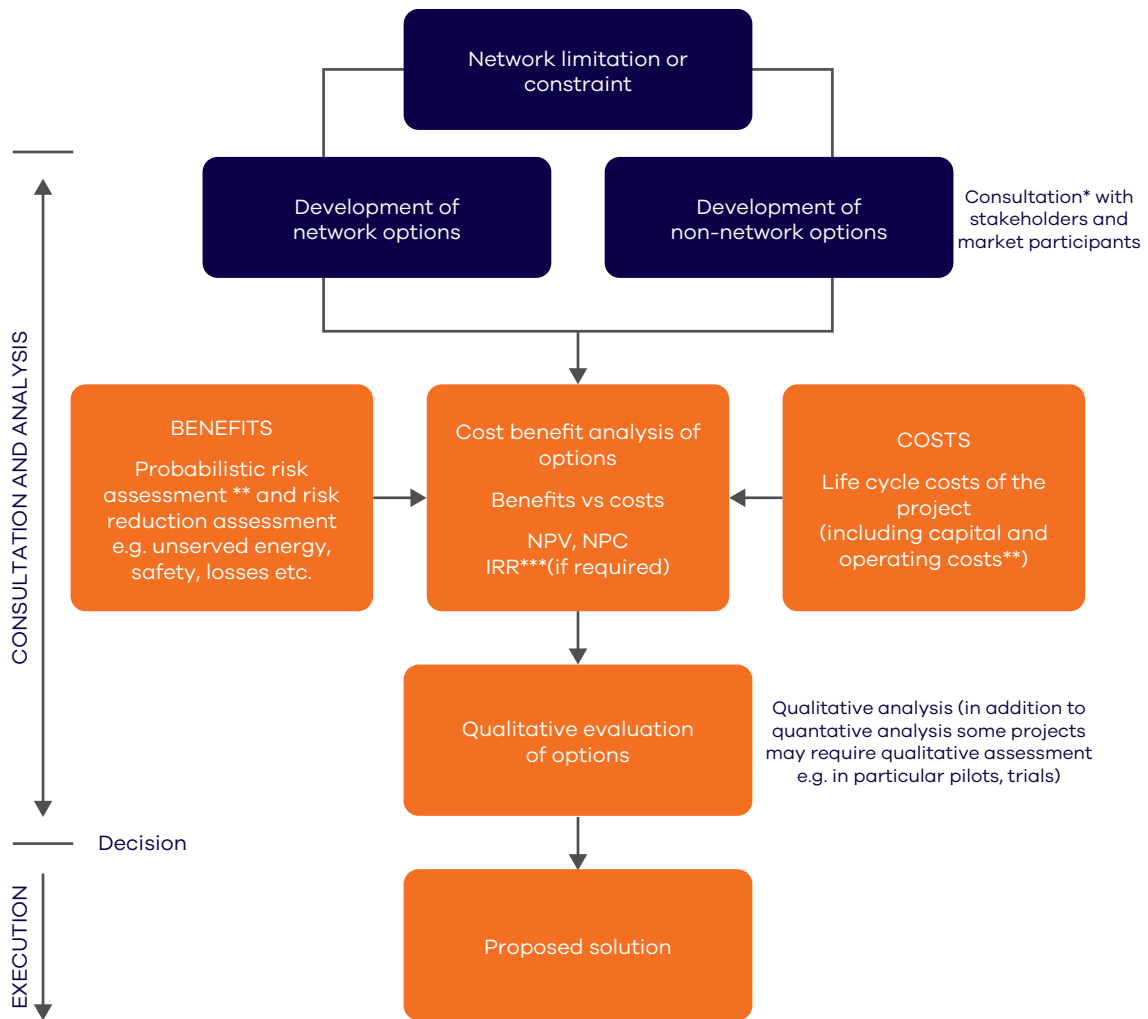 Network limitation or
constraint
Development of
network options
Development of
non-network options
Consultation* with
stakeholders and
market participants
CONSULTATION AND ANALYSIS
BENEFITS
Probabilistic risk
assessment ** and risk
reduction assessment
e.g. unserved energy,
safety, losses etc.
Cost benefit analysis of
options
Benefits vs costs
NPV, NPC
IRR***(if required)
COSTS
Life cycle costs of the
project
(including capital and
operating costs**)
Qualitative evaluation
of options
Qualitative analysis (in addition to
quantative analysis some projects
may require qualitative assessment
e.g. in particular pilots, trials)
Decision
EXECUTION
Proposed solution